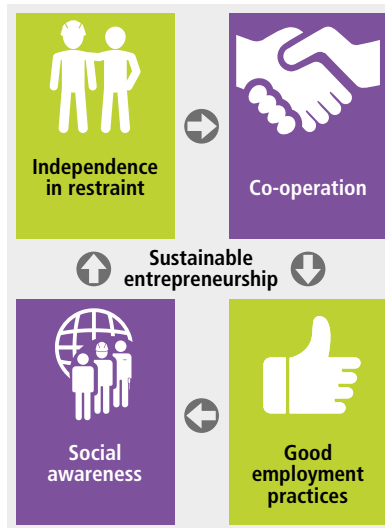 Independence
in restraint
Co-operation
Sustainable
entrepreneurship
Social
awareness
Good
employment
practices